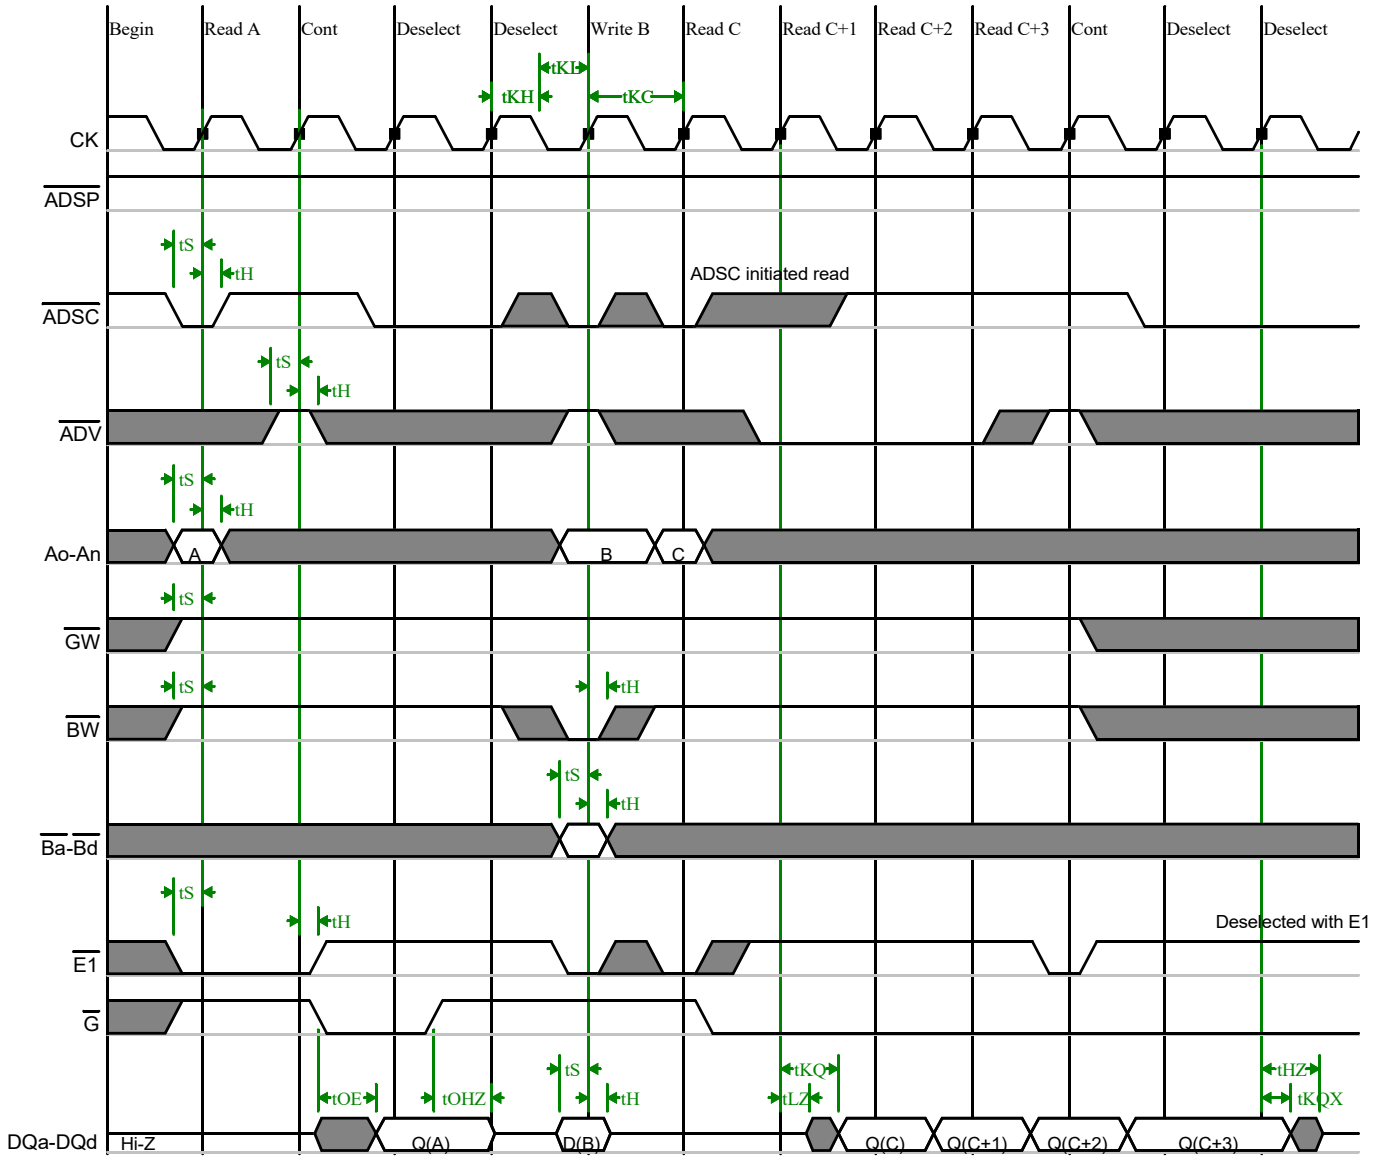 Begin Read A Cont Deselect Deselect Write B Read C Read C+1 Read C+2 Read C+3 Cont Deselect Deselect
tKL
tKH tKC
CK
ADSP
tS
tH ADSC initiated read
ADSC
tS
tH
ADV
tS
tH
Ao-An A B C
tS
GW
tS tH
BW
tS
tH
Ba-Bd
tS
tH Deselected with E1
E1
G
tS tKQ tHZ
tOE tOHZ tH tLZ tKQX
DQa-DQd Hi-Z Q(A) D(B) Q(C) Q(C+1) Q(C+2) Q(C+3)